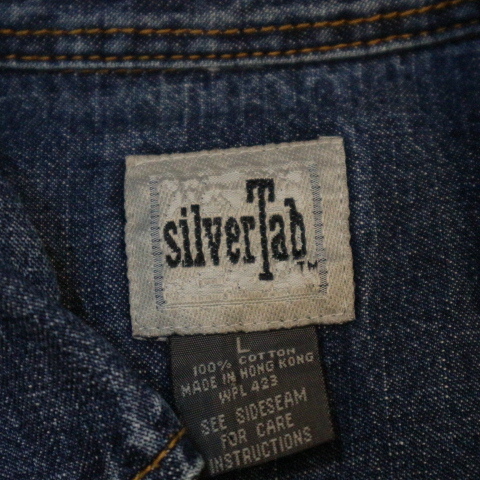 silverTab
TM
L
100% COTTON
MADE IN HONG KONG
WPL 423
SEE SIDESEAM
FOR CARE
INSTRUCTIONS